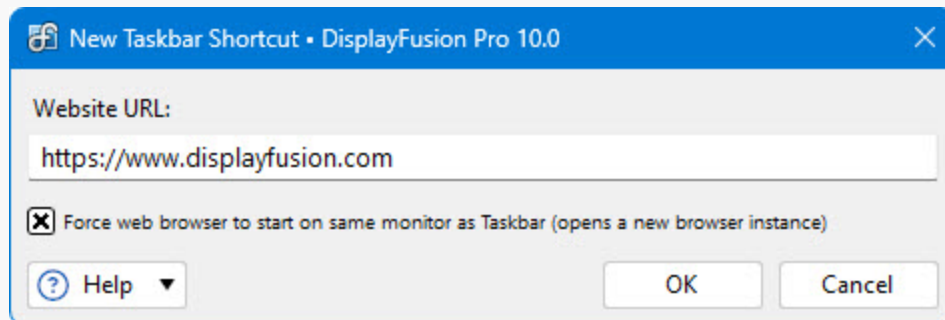 New Taskbar Shortcut • DisplayFusion Pro 10.0
Website URL:
https://www.displayfusion.com
Force web browser to start on same monitor as Taskbar (opens a new browser instance)
? Help OK Cancel